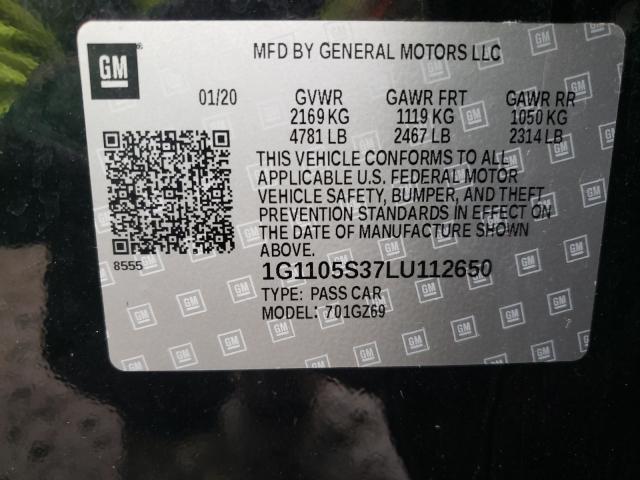 GM
MFD BY GENERAL MOTORS LLC
01/20 GVWR GAWR FRT GAWR RR
2169 KG 1119 KG 1050 KG
4781 LB 2467 LB 2314 LB
THIS VEHICLE CONFORMS TO ALL
APPLICABLE U.S. FEDERAL MOTOR
VEHICLE SAFETY, BUMPER, AND THEFT
PREVENTION STANDARDS IN EFFECT ON
THE DATE OF MANUFACTURE SHOWN
ABOVE.
8555
1G1105S37LU112650
TYPE: PASS CAR
MODEL: 701GZ69